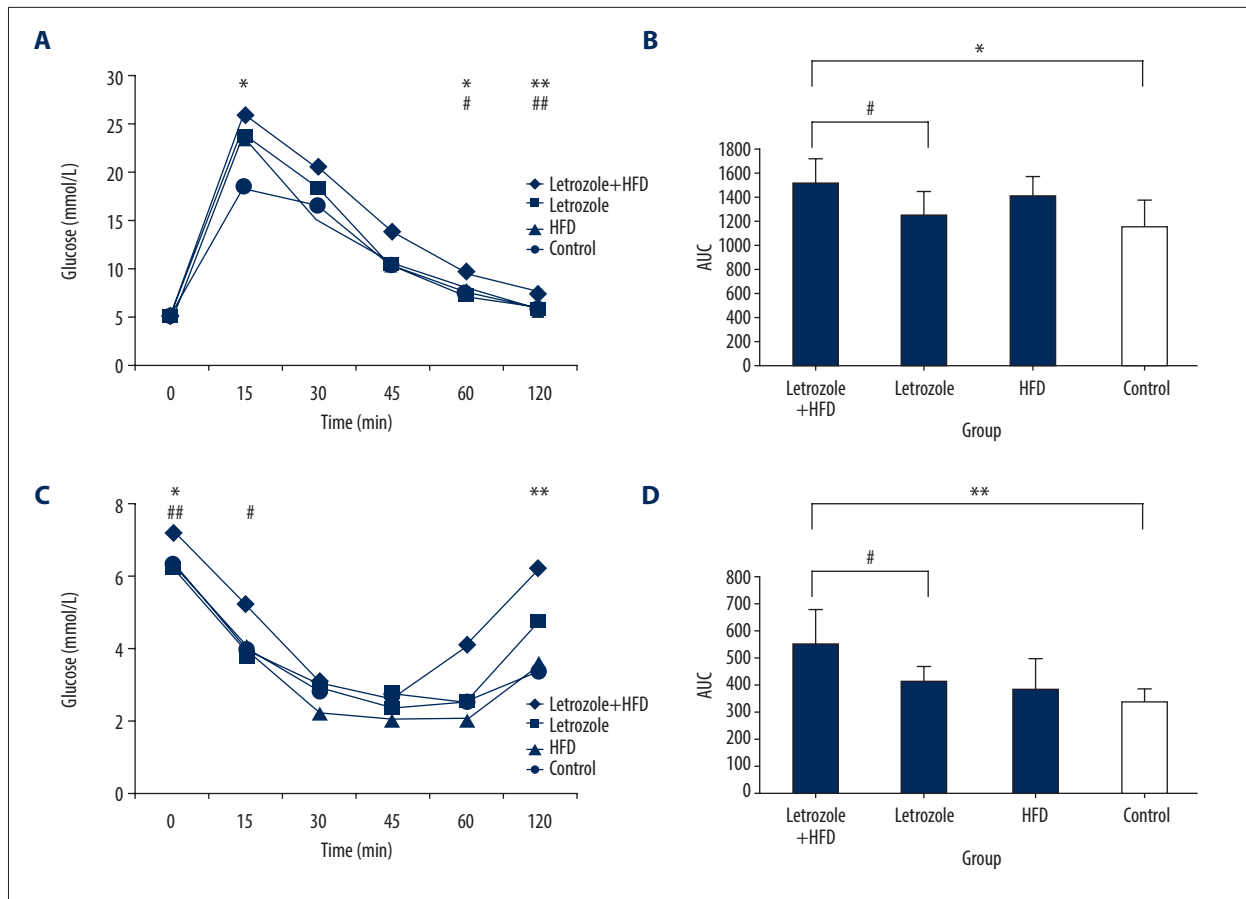 A
30
25
20
15
10
5
0
Glucose (mmol/L)
* * **
# ##
Letrozole+HFD
Letrozole
HFD
Control
0 15 30 45 60 120
Time (min)
B
*
#
1800
1600
1400
1200
1000
800
600
400
200
0
AUC
Letrozole +HFD
Letrozole
HFD
Control
Group
C
8
6
4
2
0
Glucose (mmol/L)
* **
## #
Letrozole+HFD
Letrozole
HFD
Control
0 15 30 45 60 120
Time (min)
D
**
#
800
700
600
500
400
300
200
100
0
AUC
Letrozole +HFD
Letrozole
HFD
Control
Group